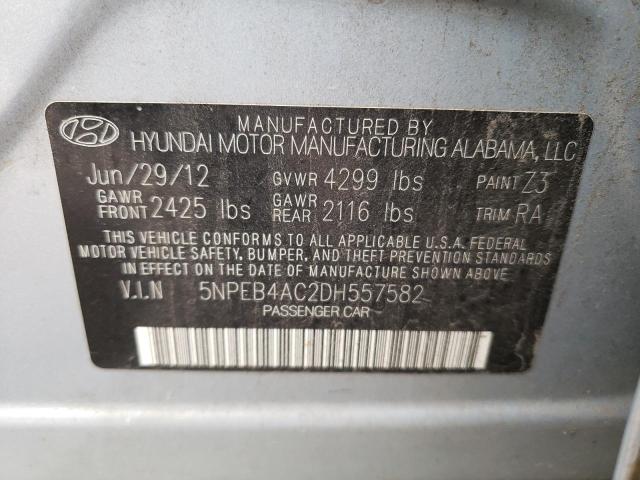 MANUFACTURED BY
HYUNDAI MOTOR MANUFACTURING ALABAMA, LLC
Jun/29/12 GVWR 4299 lbs PAINT Z3
GAWR FRONT 2425 lbs GAWR REAR 2116 lbs TRIM RA
THIS VEHICLE CONFORMS TO ALL APPLICABLE U.S.A. FEDERAL
MOTOR VEHICLE SAFETY, BUMPER, AND THEFT PREVENTION STANDARDS
IN EFFECT ON THE DATE OF MANUFACTURE SHOWN ABOVE
V.I.N 5NPEB4AC2DH557582
PASSENGER CAR